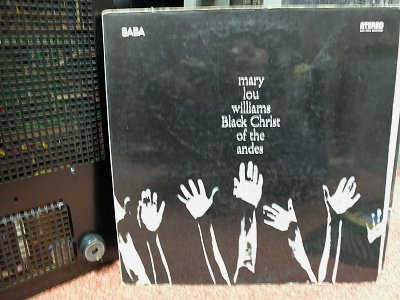 SABA
STEREO
mary
lou
williams
Black Christ
of the
andes